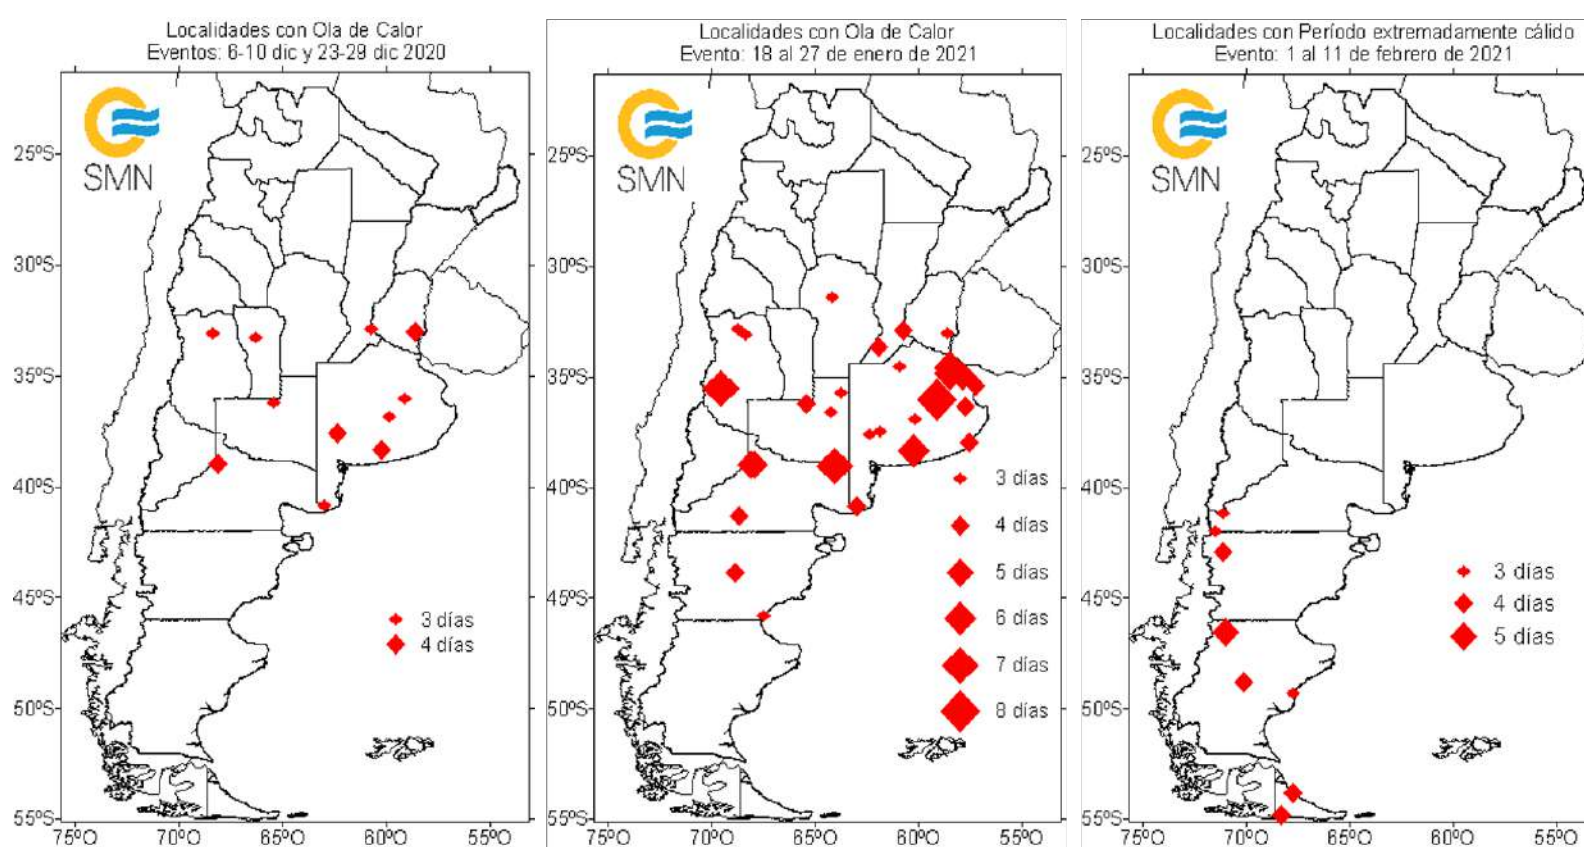 Localidades con Ola de Calor
Eventos: 6-10 dic y 23-29 dic 2020
SMN
25ºS
30ºS
35ºS
40ºS
45ºS
50ºS
55ºS
3 días
4 días
75ºO 70ºO 65ºO 60ºO 55ºO
Localidades con Ola de Calor
Evento: 18 al 27 de enero de 2021
SMN
25ºS
30ºS
35ºS
40ºS
45ºS
50ºS
55ºS
3 días
4 días
5 días
6 días
7 días
8 días
75ºO 70ºO 65ºO 60ºO 55ºO
Localidades con Período extremadamente cálido
Evento: 1 al 11 de febrero de 2021
SMN
25ºS
30ºS
35ºS
40ºS
45ºS
50ºS
55ºS
3 días
4 días
5 días
75ºO 70ºO 65ºO 60ºO 55ºO